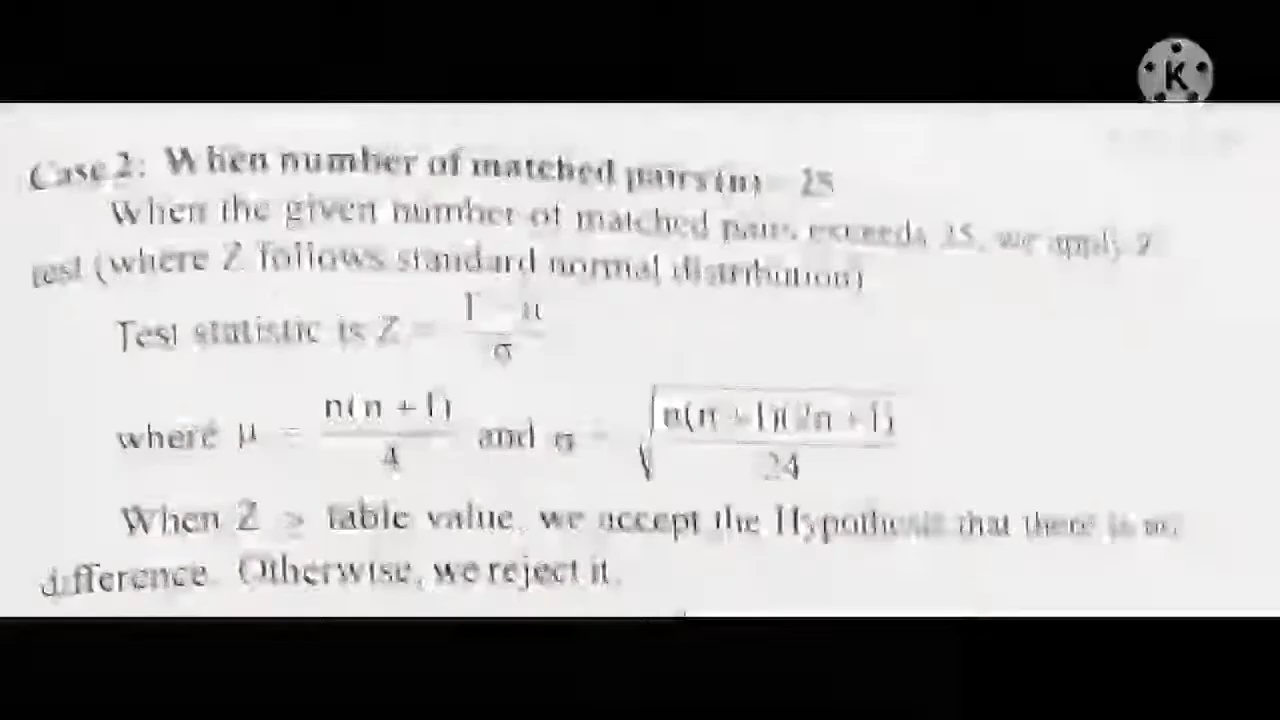 K
Case 2: When number of matched pairs (n) 25
When the given number of matched pairs exceeds 25, we apply Z
test (where Z follows standard normal distribution)
Test statistic is Z = T - μ / σ
where μ = n(n + 1) / 4 and σ = √ n(n + 1)(2n + 1) / 24
When Z ≥ table value, we accept the Hypothesis that there is no
difference. Otherwise, we reject it.